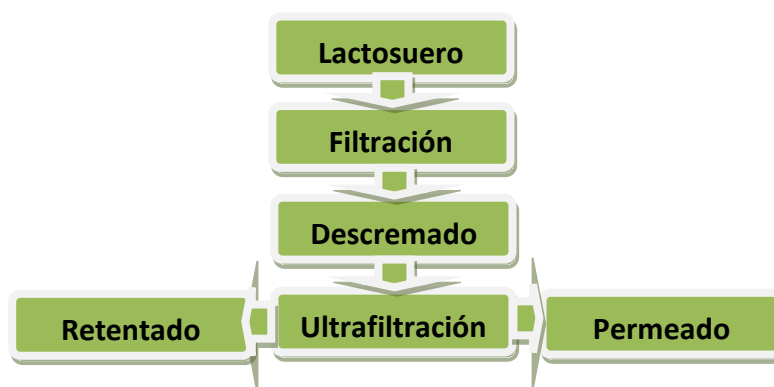 Lactosuero
Filtración
Descremado
Retentado
Ultrafiltración
Permeado